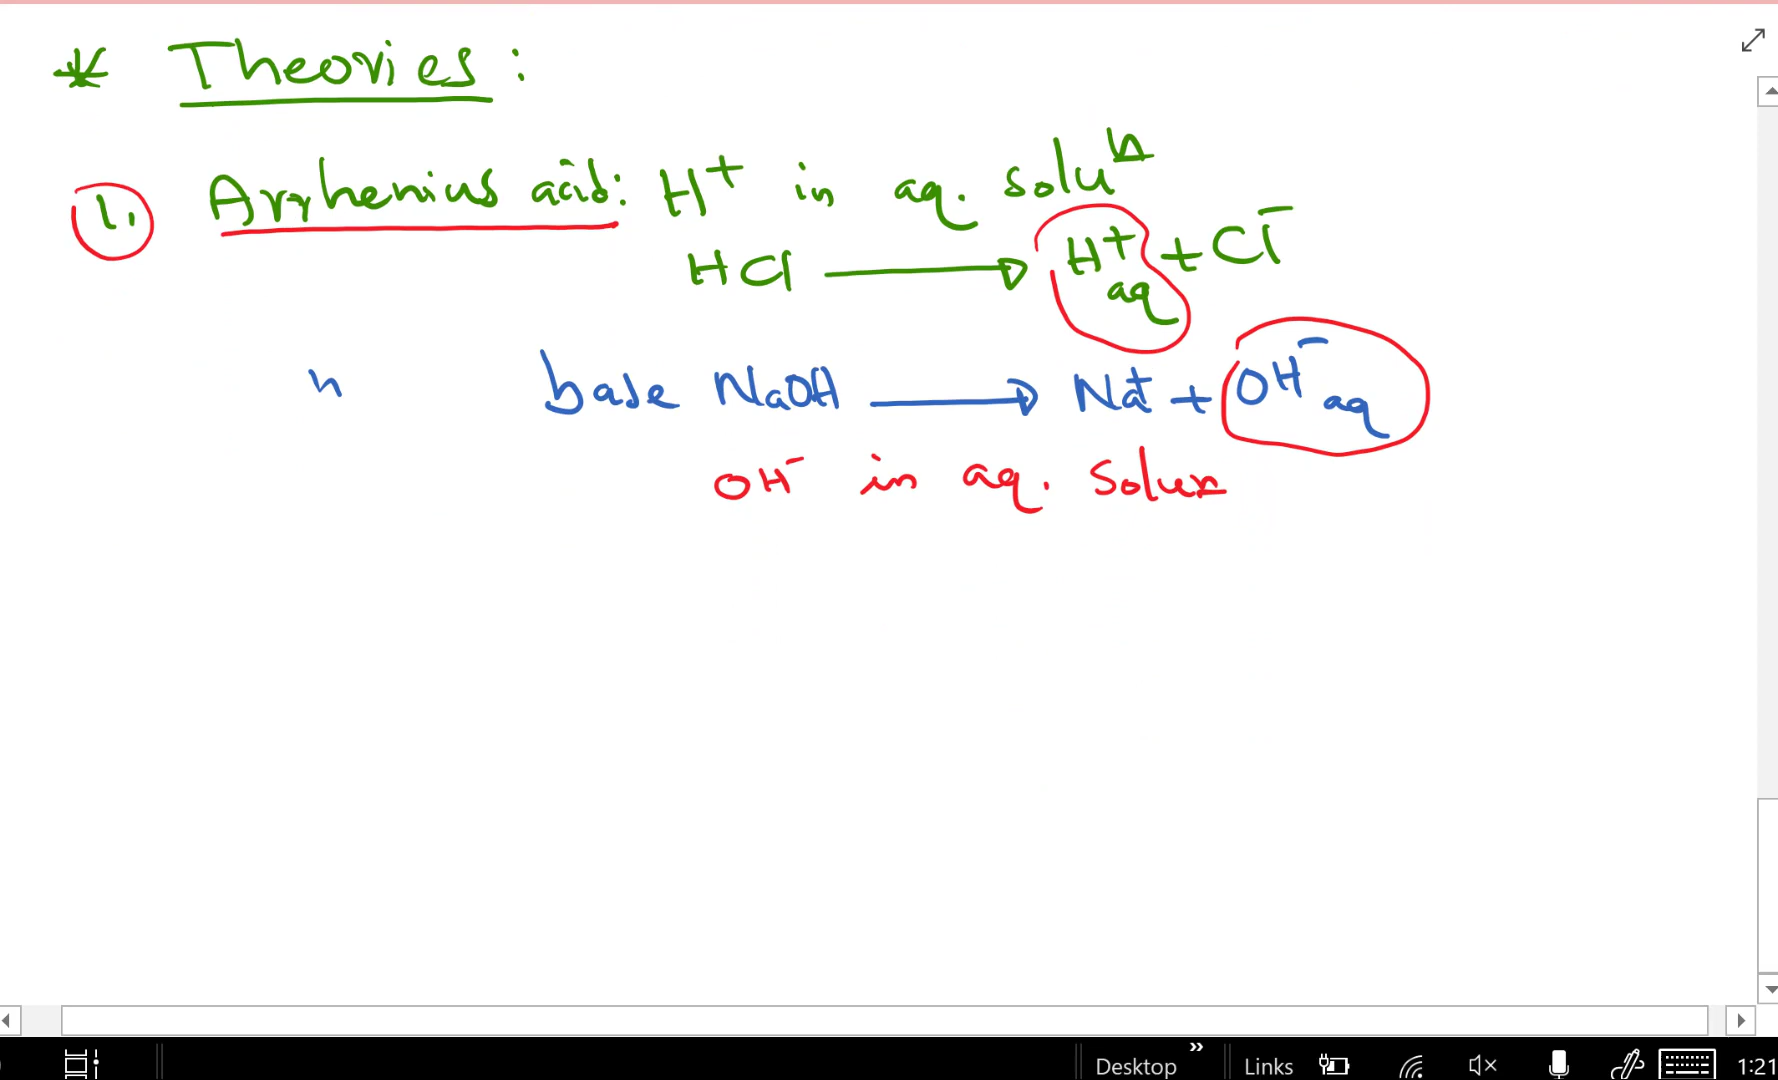 * Theories :
1. Arrhenius acid: H⁺ in aq. soluⁿ
HCl → H⁺ aq + Cl⁻
" base NaOH → Na⁺ + OH⁻ aq
OH⁻ in aq. soluⁿ
Desktop » Links 1:21